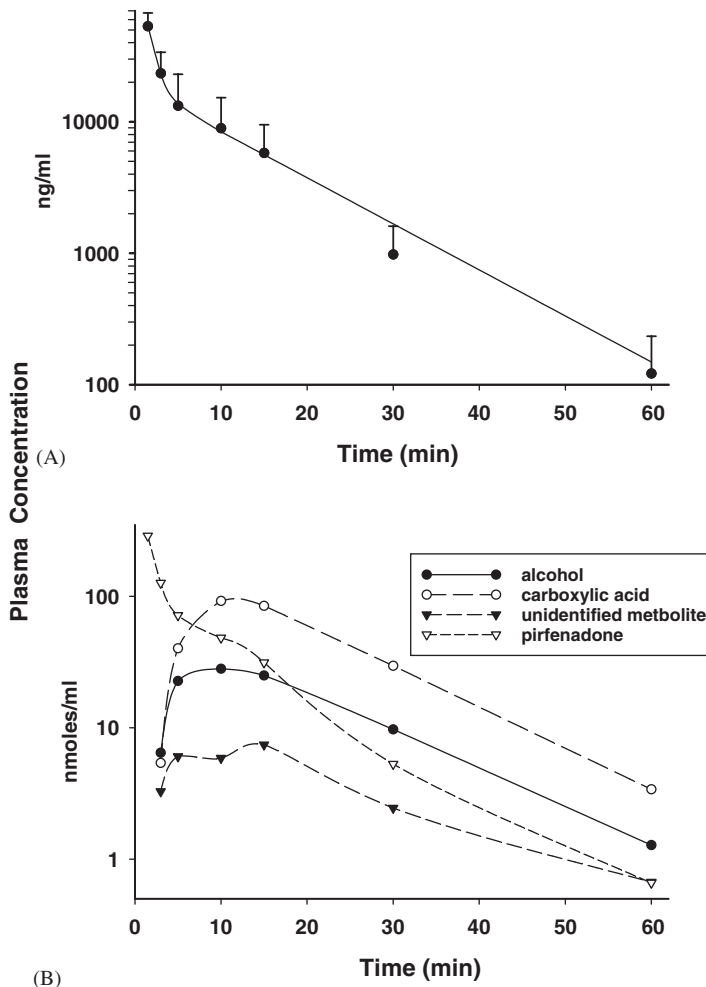 10000
1000
100
ng/ml
0 10 20 30 40 50 60
Time (min)
(A)
Plasma Concentration
100
10
1
nmoles/ml
alcohol
carboxylic acid
unidentified metbolite
pirfenadone
0 10 20 30 40 50 60
Time (min)
(B)